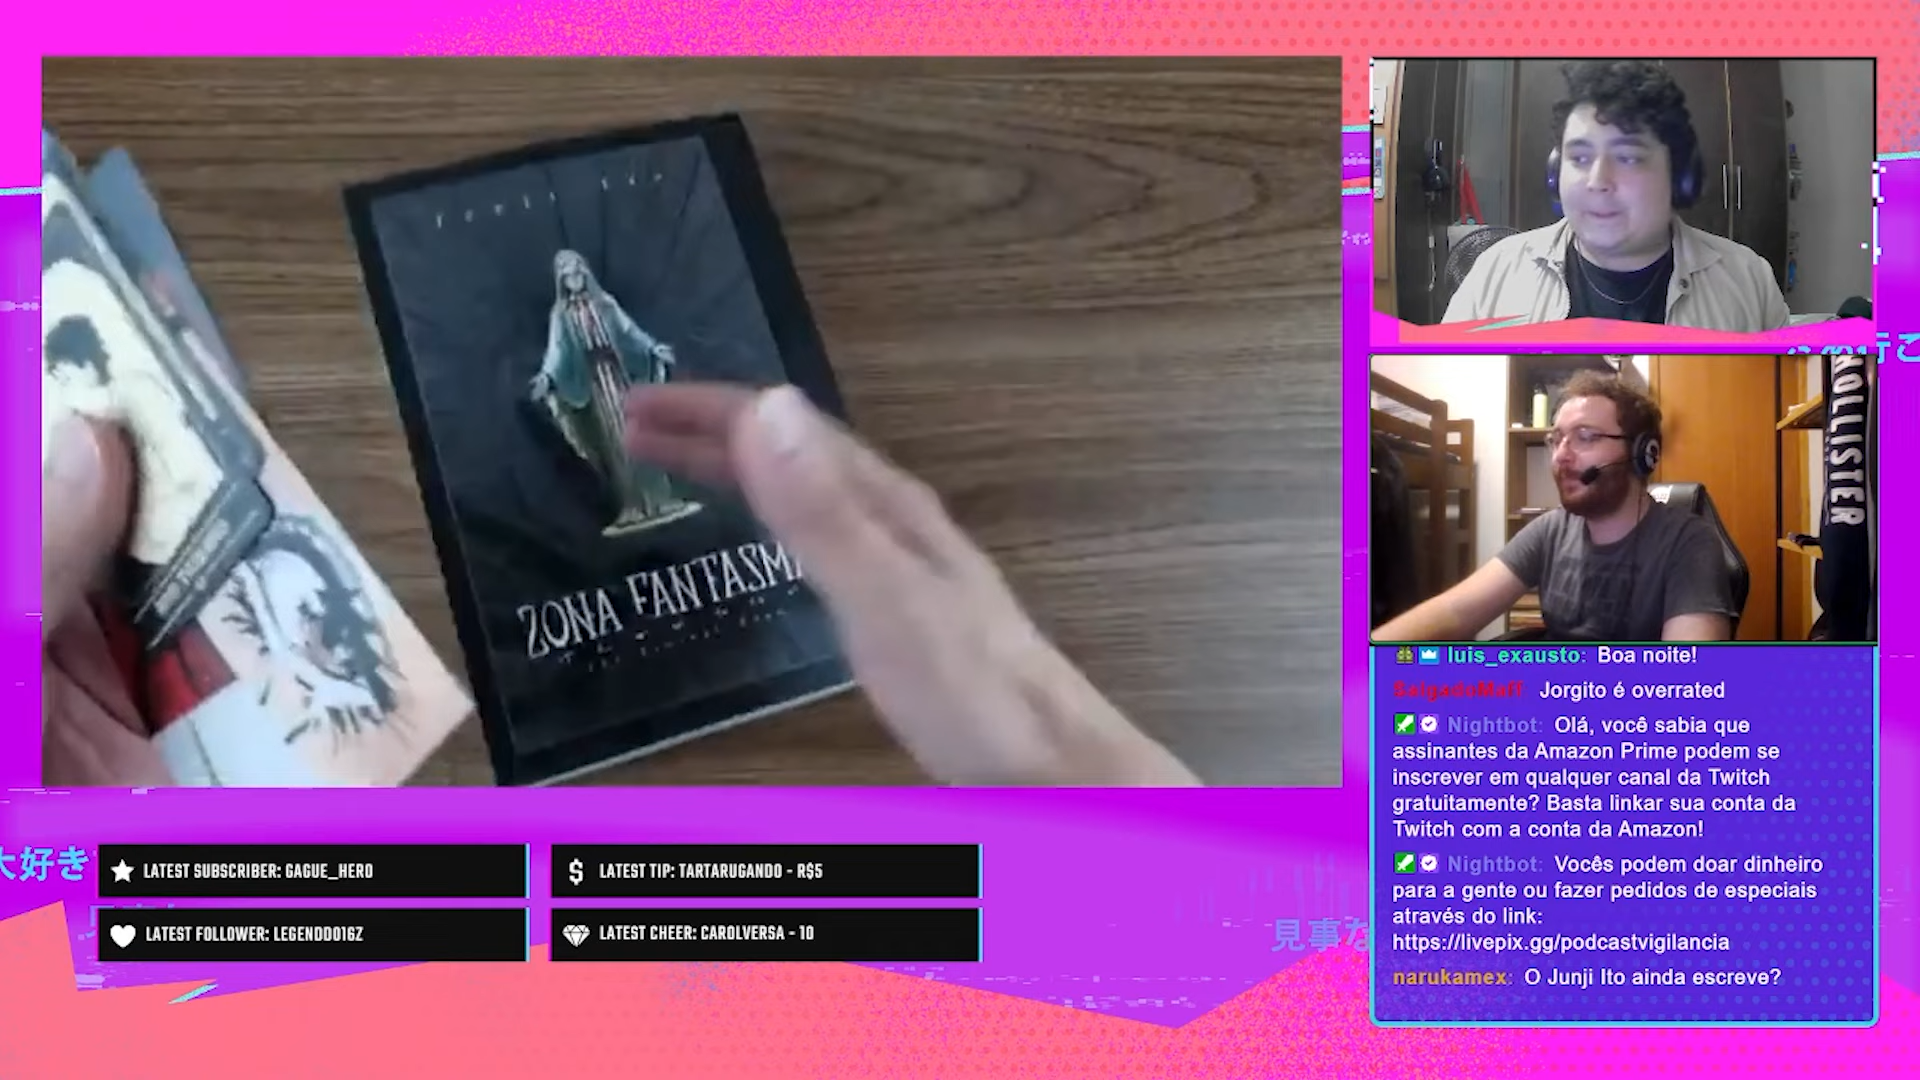 ZONA FANTASMA
HOLLISTER
luis_exausto: Boa noite!
SalgadoMaff Jorgito é overrated
Nightbot: Olá, você sabia que
assinantes da Amazon Prime podem se
inscrever em qualquer canal da Twitch
gratuitamente? Basta linkar sua conta da
Twitch com a conta da Amazon!
Nightbot: Vocês podem doar dinheiro
para a gente ou fazer pedidos de especiais
através do link:
https://livepix.gg/podcastvigilancia
narukamex: O Junji Ito ainda escreve?
大好き
LATEST SUBSCRIBER: GAGUE_HERO
$ LATEST TIP: TARTARUGANDO - R$5
LATEST FOLLOWER: LEGENDD016Z
LATEST CHEER: CAROLVERSA - 10
見事な